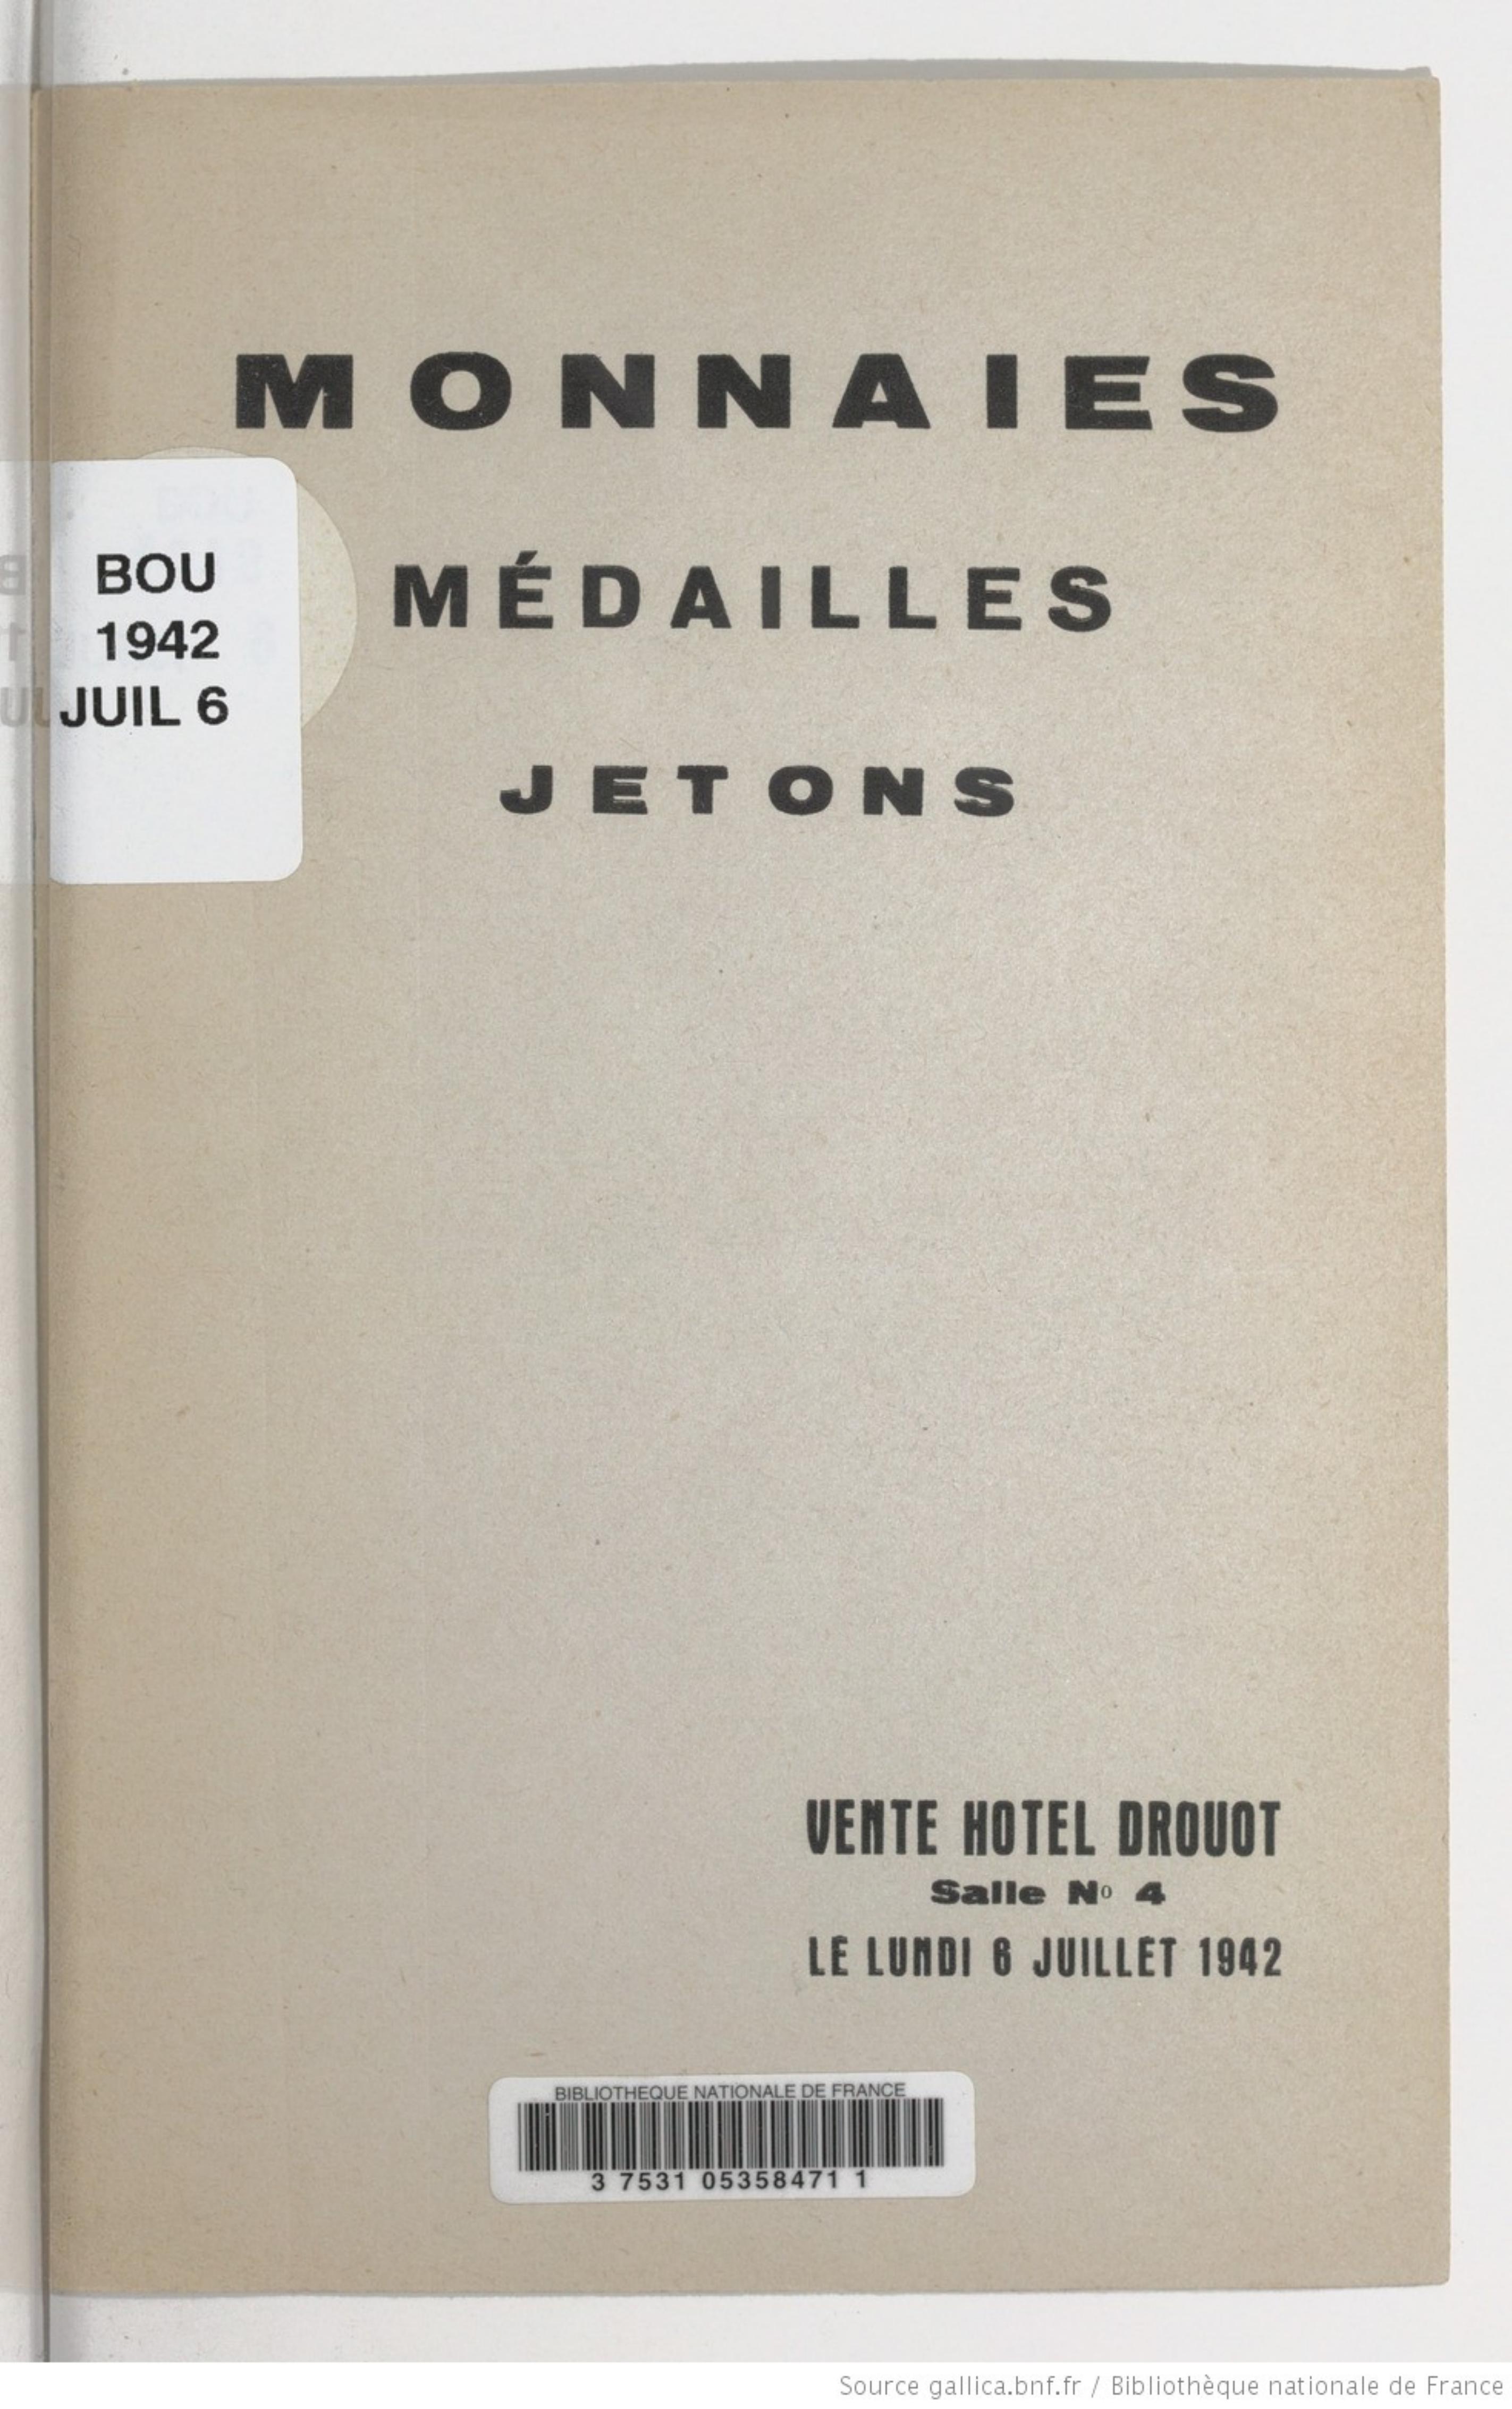 MONNAIES
MÉDAILLES
JETONS
BOU
1942
JUIL 6
VENTE HOTEL DROUOT
Salle Nº 4
LE LUNDI 6 JUILLET 1942
BIBLIOTHEQUE NATIONALE DE FRANCE
3 7531 05358471 1
Source gallica.bnf.fr / Bibliothèque nationale de France